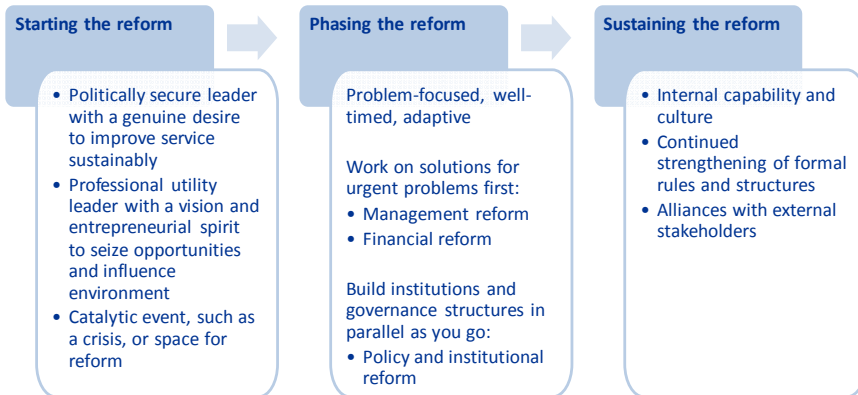 Starting the reform
• Politically secure leader
with a genuine desire
to improve service
sustainably
• Professional utility
leader with a vision and
entrepreneurial spirit
to seize opportunities
and influence
environment
• Catalytic event, such as
a crisis, or space for
reform
Phasing the reform
Problem-focused, well-
timed, adaptive
Work on solutions for
urgent problems first:
• Management reform
• Financial reform
Build institutions and
governance structures in
parallel as you go:
• Policy and institutional
reform
Sustaining the reform
• Internal capability and
culture
• Continued
strengthening of formal
rules and structures
• Alliances with external
stakeholders